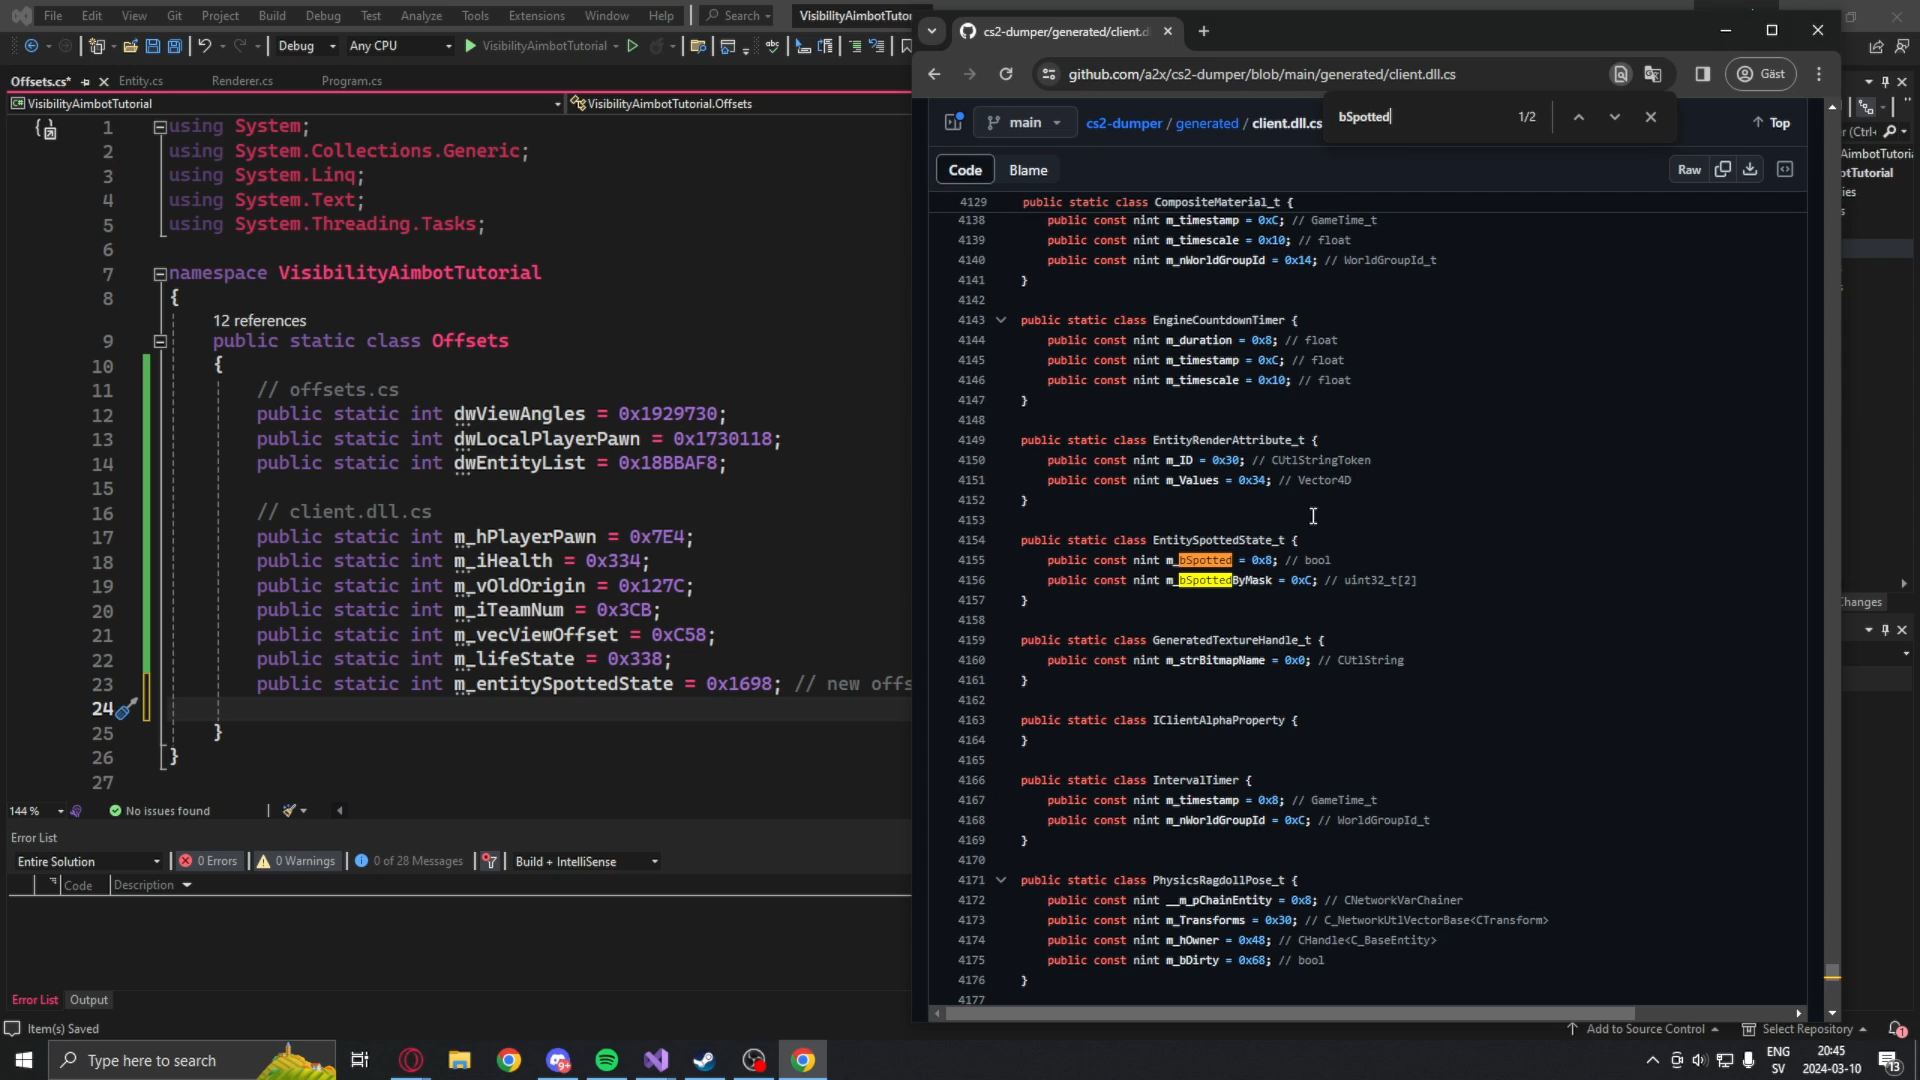 File Edit View Git Project Build Debug Test Analyze Tools Extensions Window Help Search VisibilityAimbotTutor
Debug Any CPU VisibilityAimbotTutorial
Offsets.cs* Entity.cs Renderer.cs Program.cs
VisibilityAimbotTutorial VisibilityAimbotTutorial.Offsets
1 using System;
2 using System.Collections.Generic;
3 using System.Linq;
4 using System.Text;
5 using System.Threading.Tasks;
6
7 namespace VisibilityAimbotTutorial
8 {
12 references
9 public static class Offsets
10 {
11 // offsets.cs
12 public static int dwViewAngles = 0x1929730;
13 public static int dwLocalPlayerPawn = 0x1730118;
14 public static int dwEntityList = 0x18BBAF8;
15
16 // client.dll.cs
17 public static int m_hPlayerPawn = 0x7E4;
18 public static int m_iHealth = 0x334;
19 public static int m_vOldOrigin = 0x127C;
20 public static int m_iTeamNum = 0x3CB;
21 public static int m_vecViewOffset = 0xC58;
22 public static int m_lifeState = 0x338;
23 public static int m_entitySpottedState = 0x1698; // new offs
24
25 }
26 }
27
144 % No issues found
Error List
Entire Solution 0 Errors 0 Warnings 0 of 28 Messages Build + IntelliSense
Code Description
Error List Output
Item(s) Saved
cs2-dumper/generated/client.d
github.com/a2x/cs2-dumper/blob/main/generated/client.dll.cs Gäst
main cs2-dumper / generated / client.dll.cs bSpotted 1/2 Top
Code Blame Raw
4129 public static class CompositeMaterial_t {
4138 public const nint m_timestamp = 0xC; // GameTime_t
4139 public const nint m_timescale = 0x10; // float
4140 public const nint m_nWorldGroupId = 0x14; // WorldGroupId_t
4141 }
4142
4143 public static class EngineCountdownTimer {
4144 public const nint m_duration = 0x8; // float
4145 public const nint m_timestamp = 0xC; // float
4146 public const nint m_timescale = 0x10; // float
4147 }
4148
4149 public static class EntityRenderAttribute_t {
4150 public const nint m_ID = 0x30; // CUtlStringToken
4151 public const nint m_Values = 0x34; // Vector4D
4152 }
4153
4154 public static class EntitySpottedState_t {
4155 public const nint m_bSpotted = 0x8; // bool
4156 public const nint m_bSpottedByMask = 0xC; // uint32_t[2]
4157 }
4158
4159 public static class GeneratedTextureHandle_t {
4160 public const nint m_strBitmapName = 0x0; // CUtlString
4161 }
4162
4163 public static class IClientAlphaProperty {
4164 }
4165
4166 public static class IntervalTimer {
4167 public const nint m_timestamp = 0x8; // GameTime_t
4168 public const nint m_nWorldGroupId = 0xC; // WorldGroupId_t
4169 }
4170
4171 public static class PhysicsRagdollPose_t {
4172 public const nint __m_pChainEntity = 0x8; // CNetworkVarChainer
4173 public const nint m_Transforms = 0x30; // C_NetworkUtlVectorBase<CTransform>
4174 public const nint m_hOwner = 0x48; // CHandle<C_BaseEntity>
4175 public const nint m_bDirty = 0x68; // bool
4176 }
4177
r (Ctrl+
AimbotTutoria
otTutorial
ies
Changes
Add to Source Control Select Repository 1
Type here to search 9+ ENG SV 20:45 2024-03-10 13